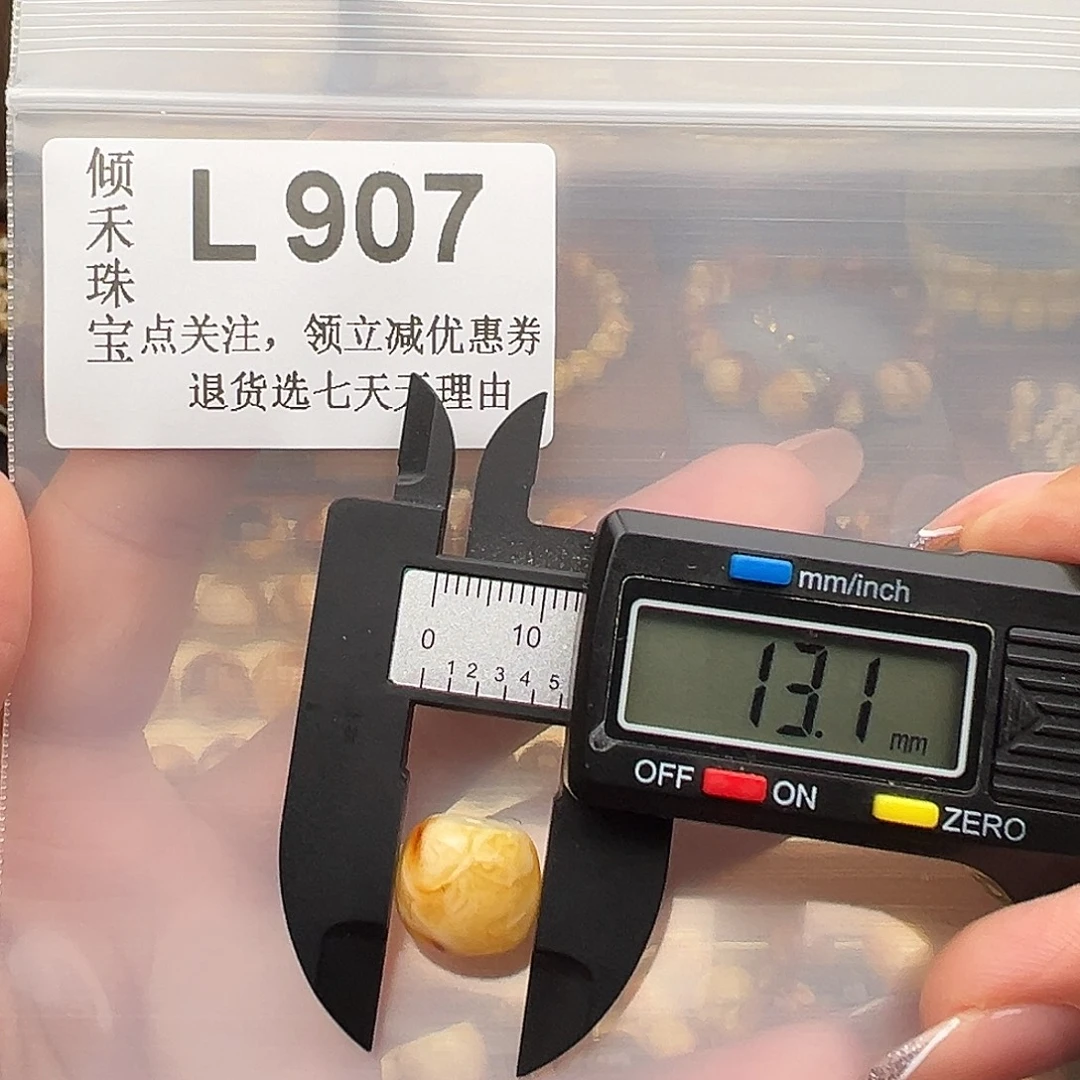 倾禾珠宝
L 907
点关注，领立减优惠券
退货选七天无理由
mm/inch
0 10
1 2 3 4 5
13.1 mm
OFF ON
ZERO